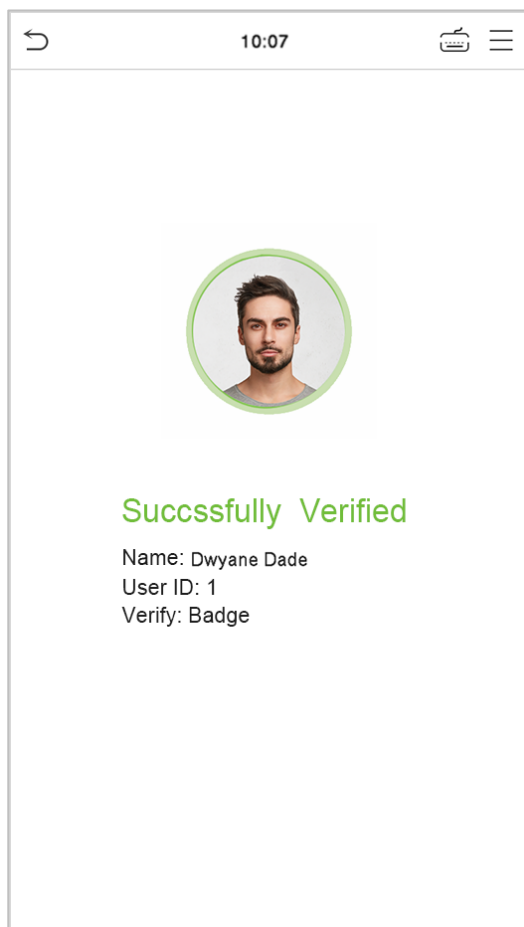 10:07
Succssfully Verified
Name: Dwyane Dade
User ID: 1
Verify: Badge